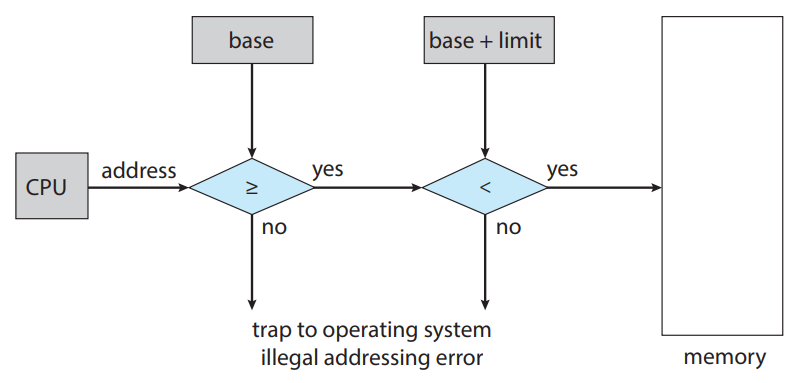 base
base + limit
CPU
address
≥
yes
<
yes
no
no
trap to operating system
illegal addressing error
memory